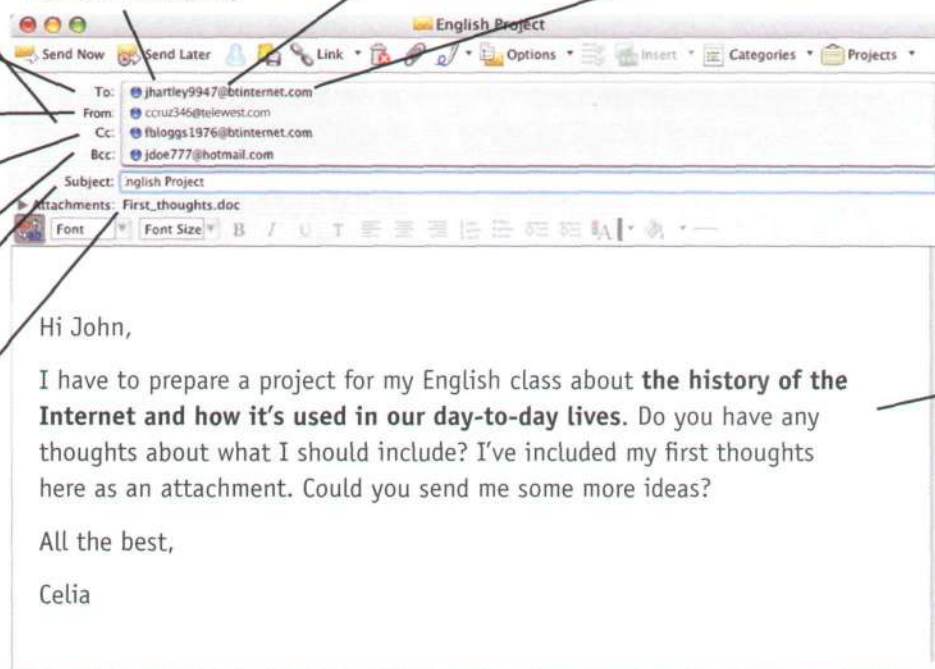 English Project
Send Now Send Later Link Options Insert Categories Projects
To: jhartley9947@btinternet.com
From: ccruz346@telewest.com
Cc: fbloggs1976@btinternet.com
Bcc: jdoe777@hotmail.com
Subject: nglish Project
Attachments: First_thoughts.doc
Font Font Size B I U T A
Hi John,
I have to prepare a project for my English class about the history of the
Internet and how it's used in our day-to-day lives. Do you have any
thoughts about what I should include? I've included my first thoughts
here as an attachment. Could you send me some more ideas?
All the best,
Celia